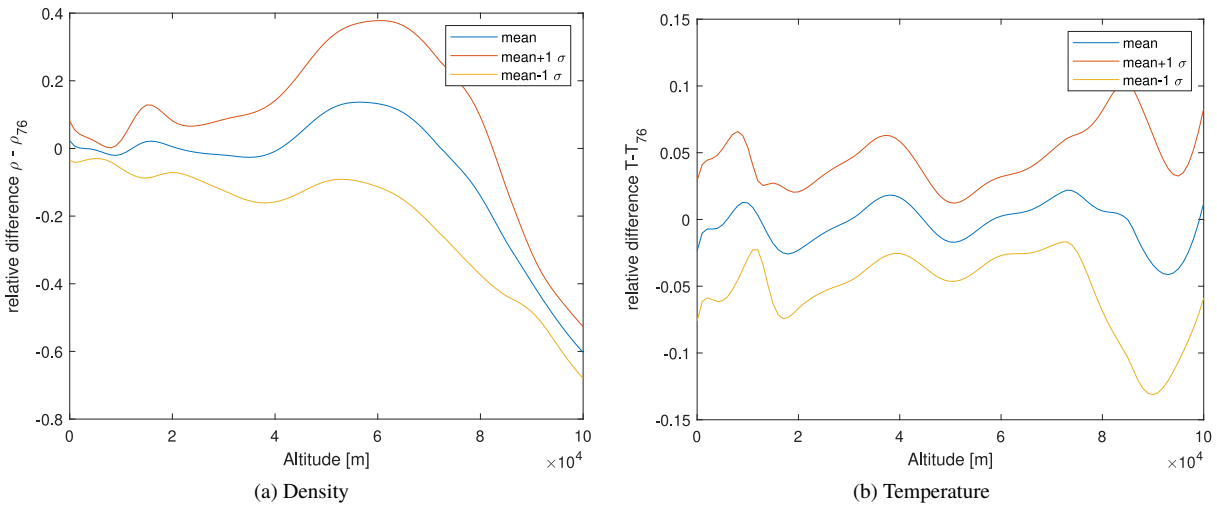 0.4
0.2
0
-0.2
-0.4
-0.6
-0.8
relative difference ρ - ρ76
mean
mean+1 σ
mean-1 σ
0 2 4 6 8 10
Altitude [m]
×10^4
(a) Density
0.15
0.1
0.05
0
-0.05
-0.1
-0.15
relative difference T-T76
mean
mean+1 σ
mean-1 σ
0 2 4 6 8 10
Altitude [m]
×10^4
(b) Temperature